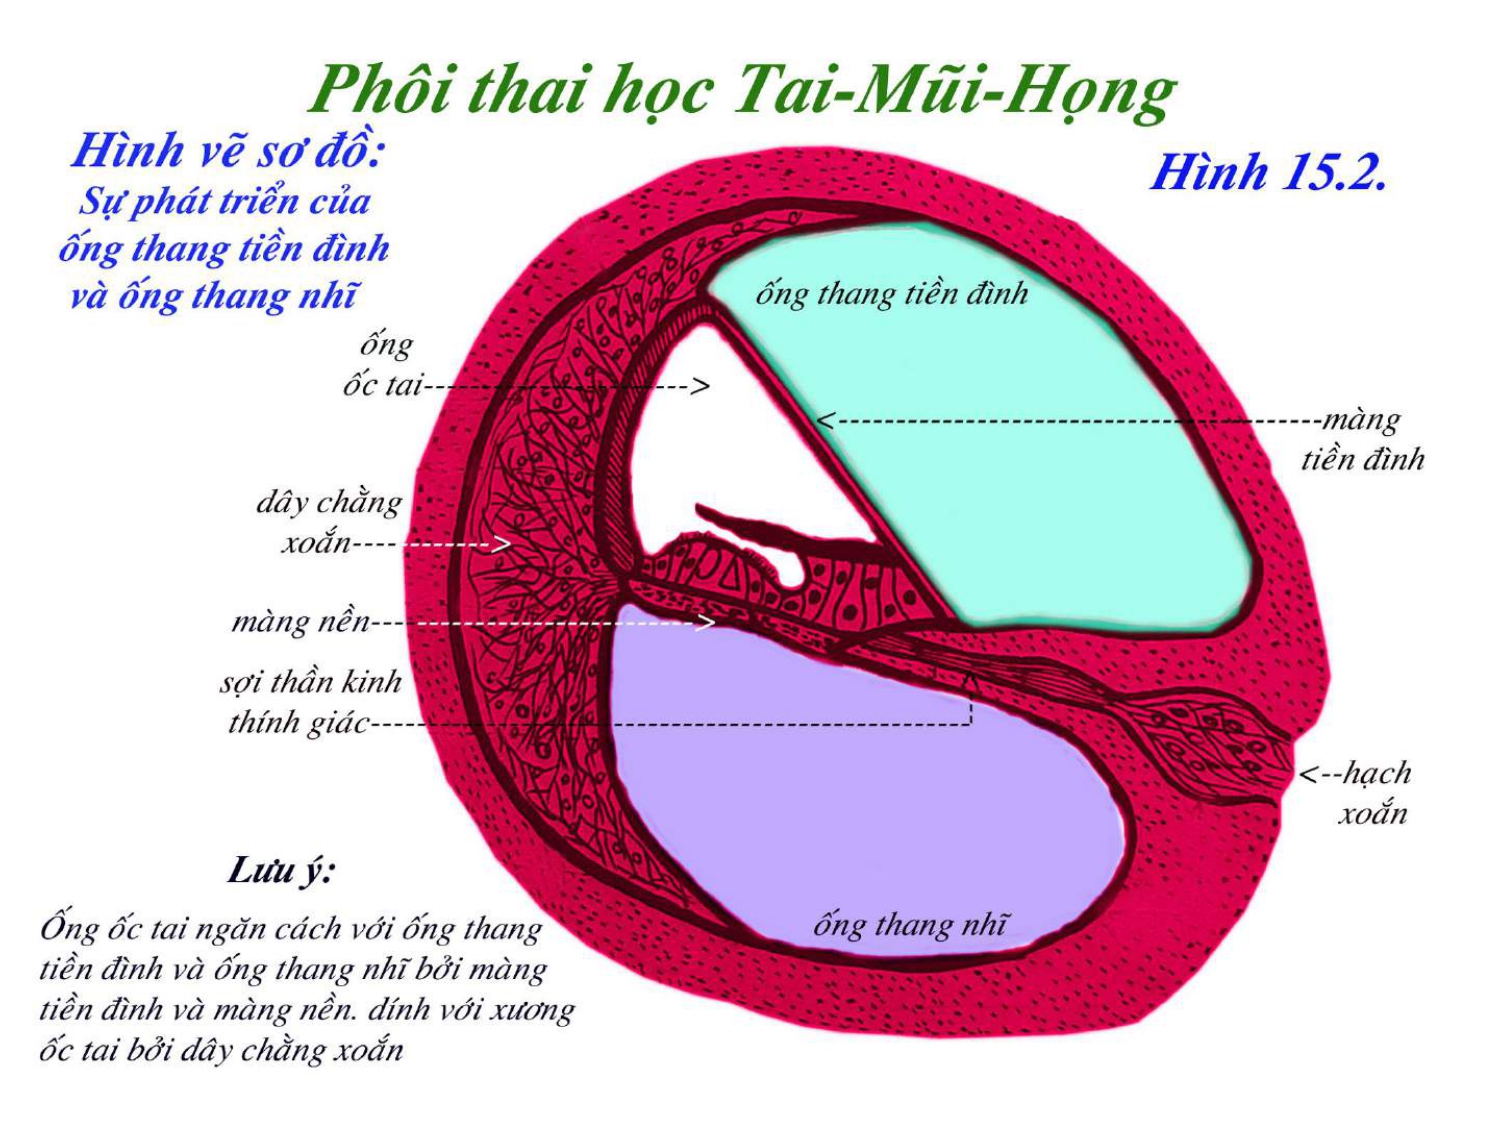 Phôi thai học Tai-Mũi-Họng
Hình vẽ sơ đồ:
Sự phát triển của
ống thang tiền đình
và ống thang nhĩ
Hình 15.2.
ống thang tiền đình
ống
ốc tai
màng
tiền đình
dây chằng
xoắn
màng nền
sợi thần kinh
thính giác
hạch
xoắn
ống thang nhĩ
Lưu ý:
Ống ốc tai ngăn cách với ống thang
tiền đình và ống thang nhĩ bởi màng
tiền đình và màng nền. dính với xương
ốc tai bởi dây chằng xoắn